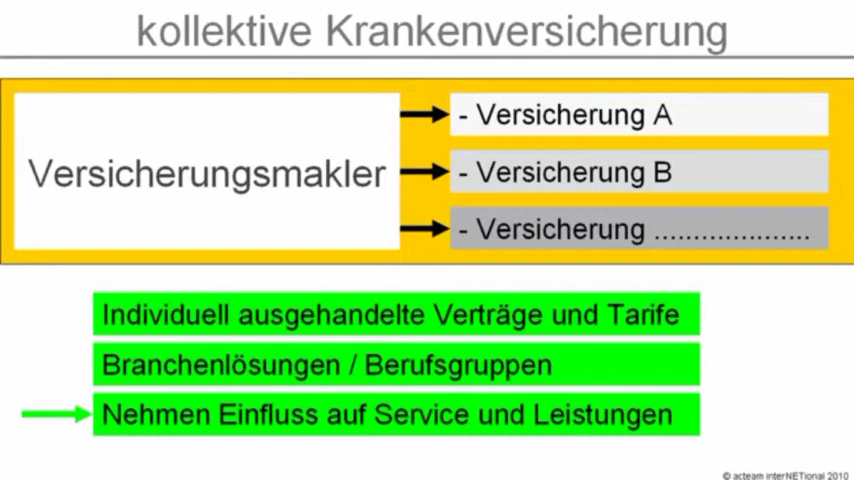 kollektive Krankenversicherung
Versicherungsmakler
- Versicherung A
- Versicherung B
- Versicherung ....................
Individuell ausgehandelte Verträge und Tarife
Branchenlösungen / Berufsgruppen
Nehmen Einfluss auf Service und Leistungen
© acteam interNETional 2010